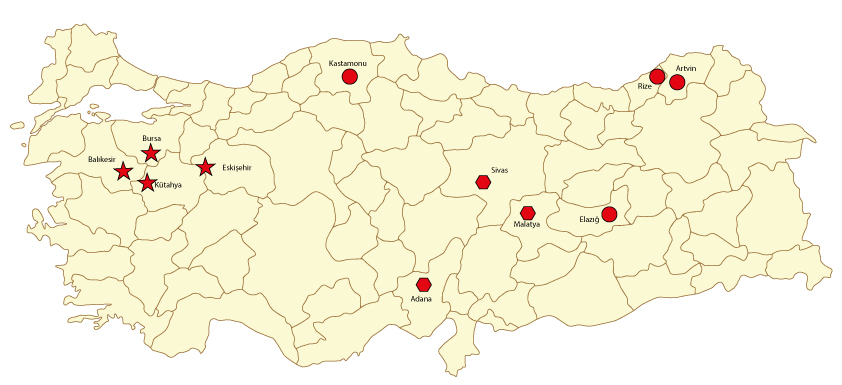 Kastamonu
Artvin
Rize
Bursa
Balıkesir
Eskişehir
Sivas
Kütahya
Elazığ
Malatya
Adana